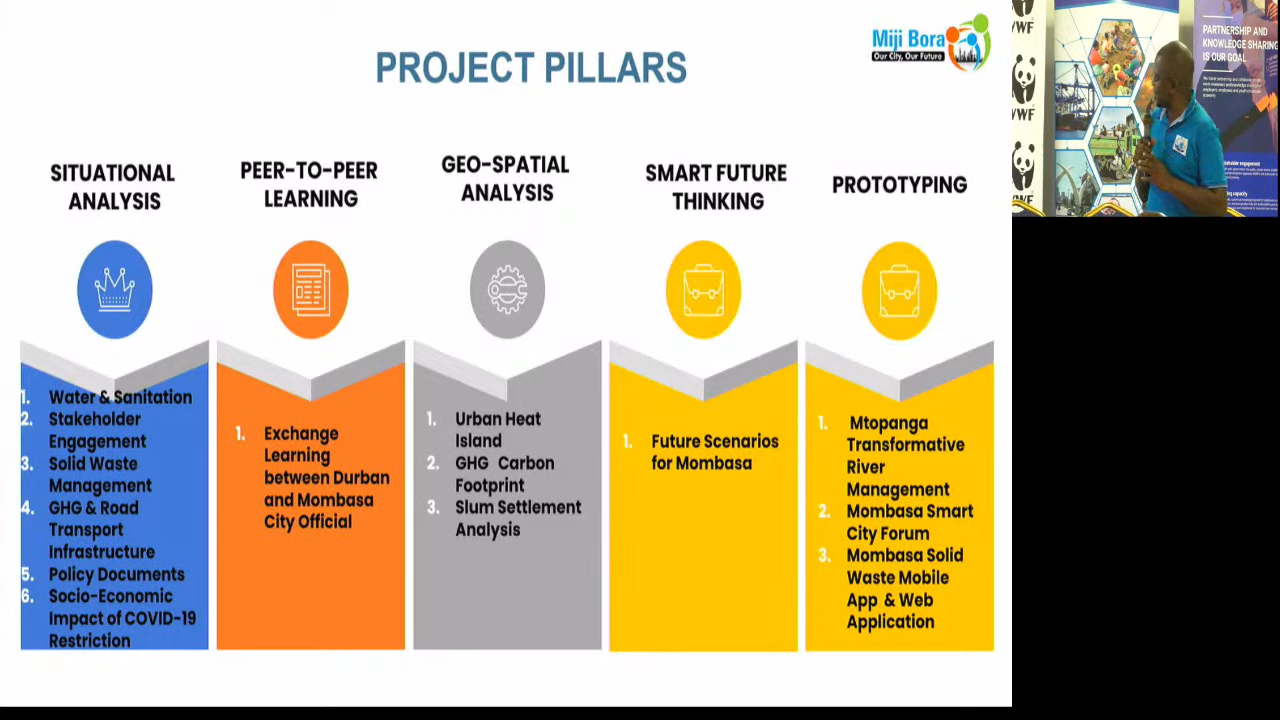 PROJECT PILLARS
Miji Bora
Our City, Our Future
SITUATIONAL
ANALYSIS
1. Water & Sanitation
2. Stakeholder
Engagement
3. Solid Waste
Management
4. GHG & Road
Transport
Infrastructure
5. Policy Documents
6. Socio-Economic
Impact of COVID-19
Restriction
PEER-TO-PEER
LEARNING
1. Exchange
Learning
between Durban
and Mombasa
City Official
GEO-SPATIAL
ANALYSIS
1. Urban Heat
Island
2. GHG Carbon
Footprint
3. Slum Settlement
Analysis
SMART FUTURE
THINKING
1. Future Scenarios
for Mombasa
PROTOTYPING
1. Mtopanga
Transformative
River
Management
2. Mombasa Smart
City Forum
3. Mombasa Solid
Waste Mobile
App & Web
Application
WWF
PARTNERSHIP AND
KNOWLEDGE SHARING
IS OUR GOAL